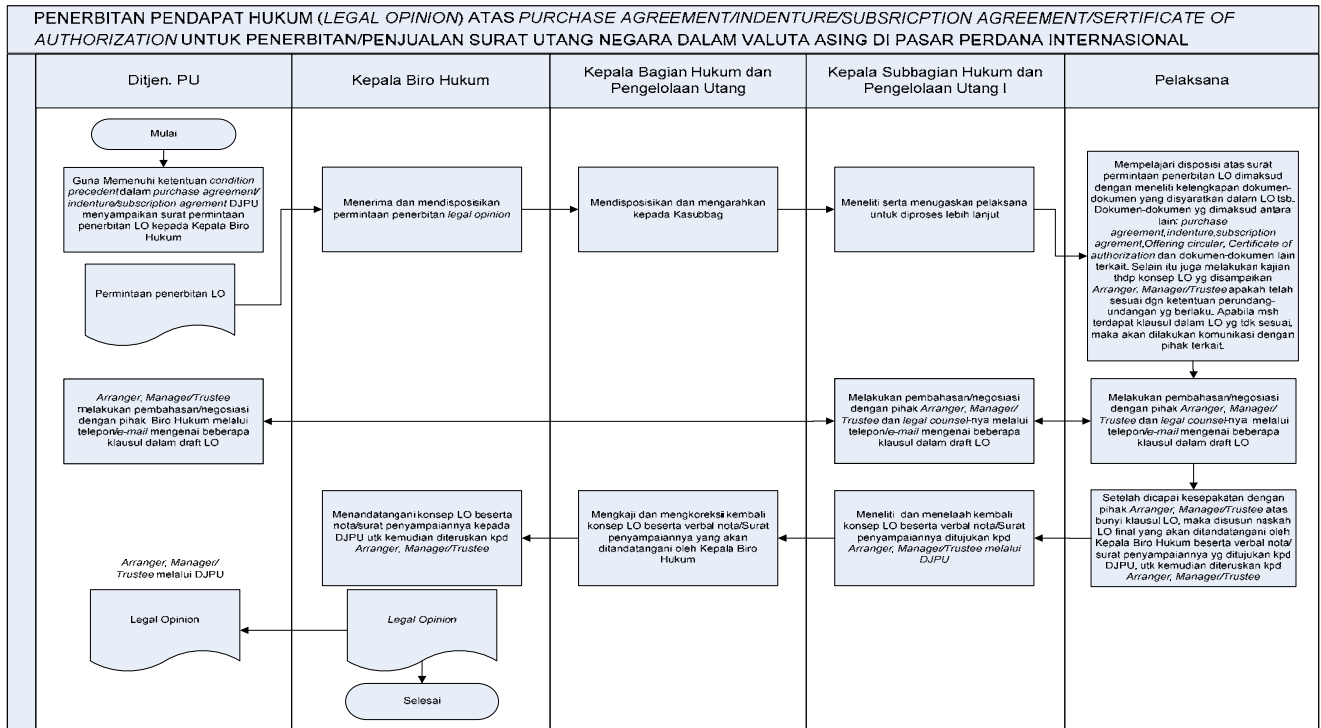 PENERBITAN PENDAPAT HUKUM (LEGAL OPINION) ATAS PURCHASE AGREEMENT/INDENTURE/SUBSRICPTION AGREEMENT/SERTIFICATE OF
AUTHORIZATION UNTUK PENERBITAN/PENJUALAN SURAT UTANG NEGARA DALAM VALUTA ASING DI PASAR PERDANA INTERNASIONAL
Ditjen. PU
Kepala Biro Hukum
Kepala Bagian Hukum dan
Pengelolaan Utang
Kepala Subbagian Hukum dan
Pengelolaan Utang I
Pelaksana
Mulai
Guna Memenuhi ketentuan condition
precedent dalam purchase agreement/
indenture/subscription agrement DJPU
menyampaikan surat permintaan
penerbitan LO kepada Kepala Biro
Hukum
Menerima dan mendisposisikan
permintaan penerbitan legal opinion
Mendisposisikan dan mengarahkan
kepada Kasubbag
Meneliti serta menugaskan pelaksana
untuk diproses lebih lanjut
Mempelajari disposisi atas surat
permintaan penerbitan LO dimaksud
dengan meneliti kelengkapan dokumen-
dokumen yang disyaratkan dalam LO tsb.
Dokumen-dokumen yg dimaksud antara
lain: purchase
agreement,indenture,subscription
agrement,Offering circular, Certificate of
authorization dan dokumen-dokumen lain
terkait. Selain itu juga melakukan kajian
thdp konsep LO yg disampaikan
Arranger, Manager/Trustee apakah telah
sesuai dgn ketentuan perundang-
undangan yg berlaku. Apabila msh
terdapat klausul dalam LO yg tdk sesuai,
maka akan dilakukan komunikasi dengan
pihak terkait.
Permintaan penerbitan LO
Arranger, Manager/Trustee
melakukan pembahasan/negosiasi
dengan pihak Biro Hukum melalui
telepon/e-mail mengenai beberapa
klausul dalam draft LO
Melakukan pembahasan/negosiasi
dengan pihak Arranger, Manager/
Trustee dan legal counsel-nya melalui
telepon/e-mail mengenai beberapa
klausul dalam draft LO
Melakukan pembahasan/negosiasi
dengan pihak Arranger, Manager/
Trustee dan legal counsel-nya melalui
telepon/e-mail mengenai beberapa
klausul dalam draft LO
Menandatangani konsep LO beserta
nota/surat penyampaiannya kepada
DJPU utk kemudian diteruskan kpd
Arranger, Manager/Trustee
Mengkaji dan mengkoreksi kembali
konsep LO beserta verbal nota/Surat
penyampaiannya yang akan
ditandatangani oleh Kepala Biro
Hukum
Meneliti dan menelaah kembali
konsep LO beserta verbal nota/Surat
penyampaiannya ditujukan kpd
Arranger, Manager/Trustee melalui
DJPU
Setelah dicapai kesepakatan dengan
pihak Arranger, Manager/Trustee atas
bunyi klausul LO, maka disusun naskah
LO final yang akan ditandatangani oleh
Kepala Biro Hukum beserta verbal nota/
surat penyampaiannya yg ditujukan kpd
DJPU, utk kemudian diteruskan kpd
Arranger, Manager/Trustee
Arranger, Manager/
Trustee melalui DJPU
Legal Opinion
Legal Opinion
Selesai